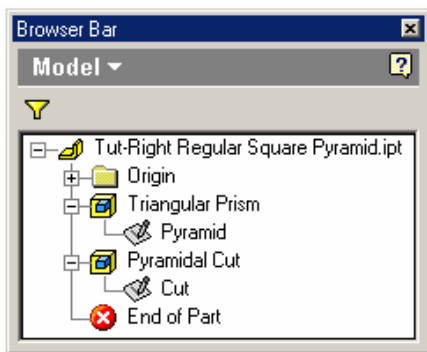 Browser Bar
Model
Tut-Right Regular Square Pyramid.ipt
Origin
Triangular Prism
Pyramid
Pyramidal Cut
Cut
End of Part